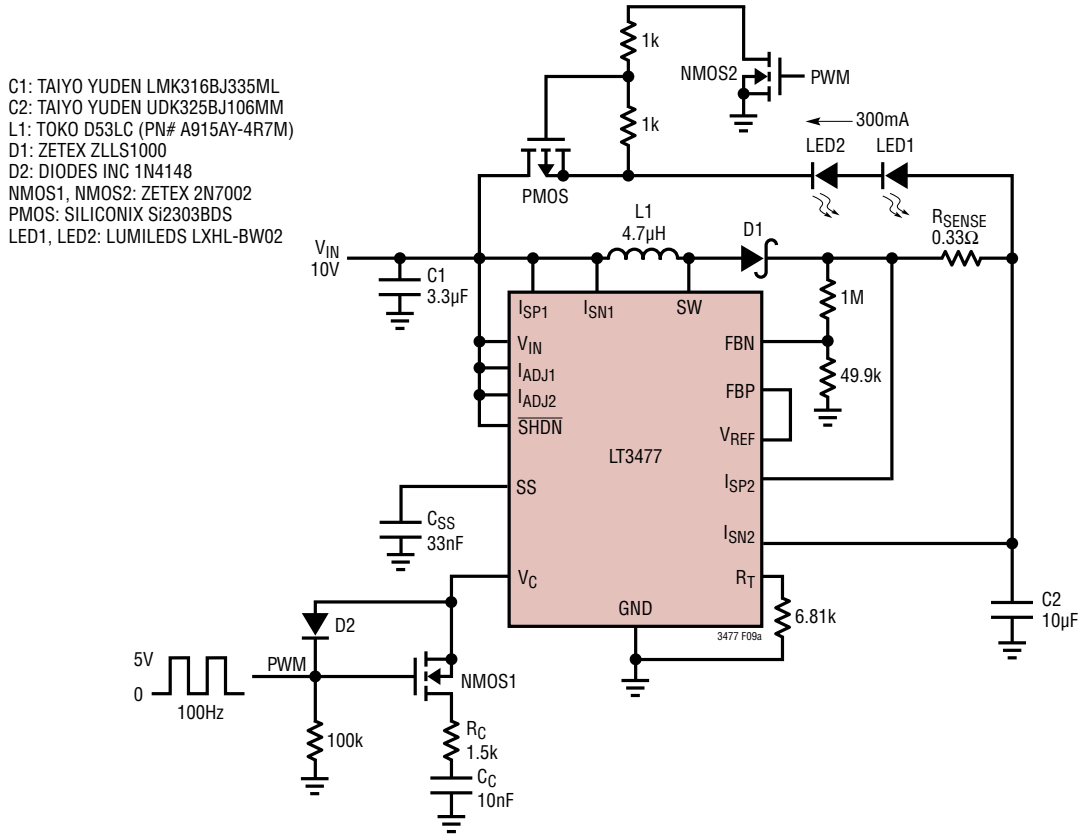 C1: TAIYO YUDEN LMK316BJ335ML
C2: TAIYO YUDEN UDK325BJ106MM
L1: TOKO D53LC (PN# A915AY-4R7M)
D1: ZETEX ZLLS1000
D2: DIODES INC 1N4148
NMOS1, NMOS2: ZETEX 2N7002
PMOS: SILICONIX Si2303BDS
LED1, LED2: LUMILEDS LXHL-BW02
1k
NMOS2
PWM
1k
300mA
LED2
LED1
PMOS
L1
4.7µH
D1
RSENSE
0.33Ω
VIN
10V
C1
3.3µF
ISP1
ISN1
SW
1M
VIN
FBN
IADJ1
49.9k
IADJ2
FBP
SHDN
VREF
LT3477
SS
ISP2
CSS
33nF
ISN2
VC
RT
GND
C2
10µF
6.81k
3477 F09a
D2
5V
0
100Hz
PWM
NMOS1
100k
RC
1.5k
CC
10nF